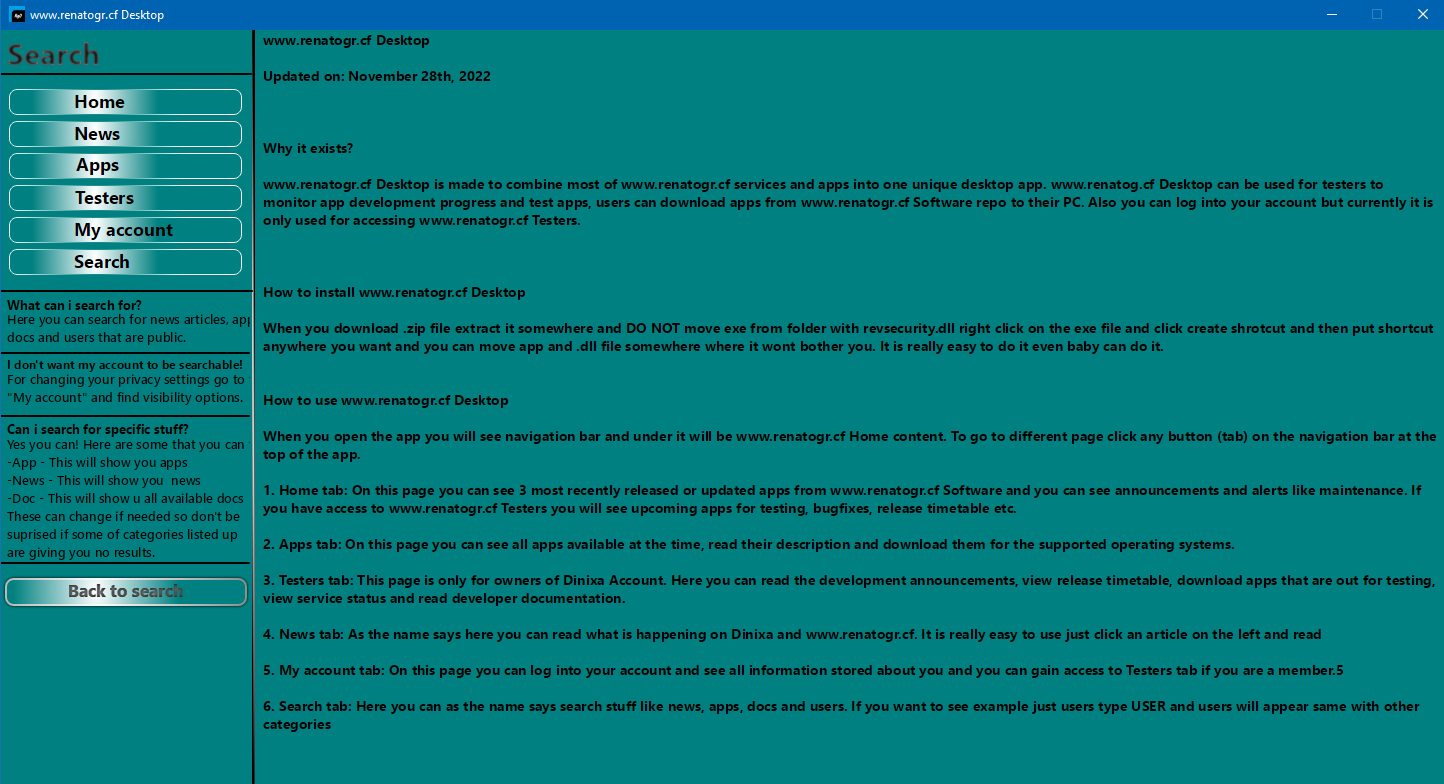 www.renatogr.cf Desktop
Search
Home
News
Apps
Testers
My account
Search
What can i search for?
Here you can search for news articles, app
docs and users that are public.
I don't want my account to be searchable!
For changing your privacy settings go to
"My account" and find visibility options.
Can i search for specific stuff?
Yes you can! Here are some that you can
-App - This will show you apps
-News - This will show you  news
-Doc - This will show u all available docs
These can change if needed so don't be
suprised if some of categories listed up
are giving you no results.
Back to search
www.renatogr.cf Desktop
Updated on: November 28th, 2022
Why it exists?
www.renatogr.cf Desktop is made to combine most of www.renatogr.cf services and apps into one unique desktop app. www.renatog.cf Desktop can be used for testers to
monitor app development progress and test apps, users can download apps from www.renatogr.cf Software repo to their PC. Also you can log into your account but currently it is
only used for accessing www.renatogr.cf Testers.
How to install www.renatogr.cf Desktop
When you download .zip file extract it somewhere and DO NOT move exe from folder with revsecurity.dll right click on the exe file and click create shrotcut and then put shortcut
anywhere you want and you can move app and .dll file somewhere where it wont bother you. It is really easy to do it even baby can do it.
How to use www.renatogr.cf Desktop
When you open the app you will see navigation bar and under it will be www.renatogr.cf Home content. To go to different page click any button (tab) on the navigation bar at the
top of the app.
1. Home tab: On this page you can see 3 most recently released or updated apps from www.renatogr.cf Software and you can see announcements and alerts like maintenance. If
you have access to www.renatogr.cf Testers you will see upcoming apps for testing, bugfixes, release timetable etc.
2. Apps tab: On this page you can see all apps available at the time, read their description and download them for the supported operating systems.
3. Testers tab: This page is only for owners of Dinixa Account. Here you can read the development announcements, view release timetable, download apps that are out for testing,
view service status and read developer documentation.
4. News tab: As the name says here you can read what is happening on Dinixa and www.renatogr.cf. It is really easy to use just click an article on the left and read
5. My account tab: On this page you can log into your account and see all information stored about you and you can gain access to Testers tab if you are a member.5
6. Search tab: Here you can as the name says search stuff like news, apps, docs and users. If you want to see example just users type USER and users will appear same with other
categories